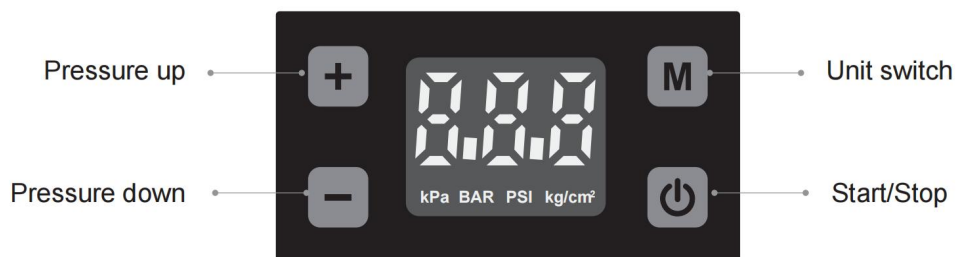 Pressure up
+
8.8.8
M
Unit switch
Pressure down
−
kPa BAR PSI kg/cm²
Start/Stop